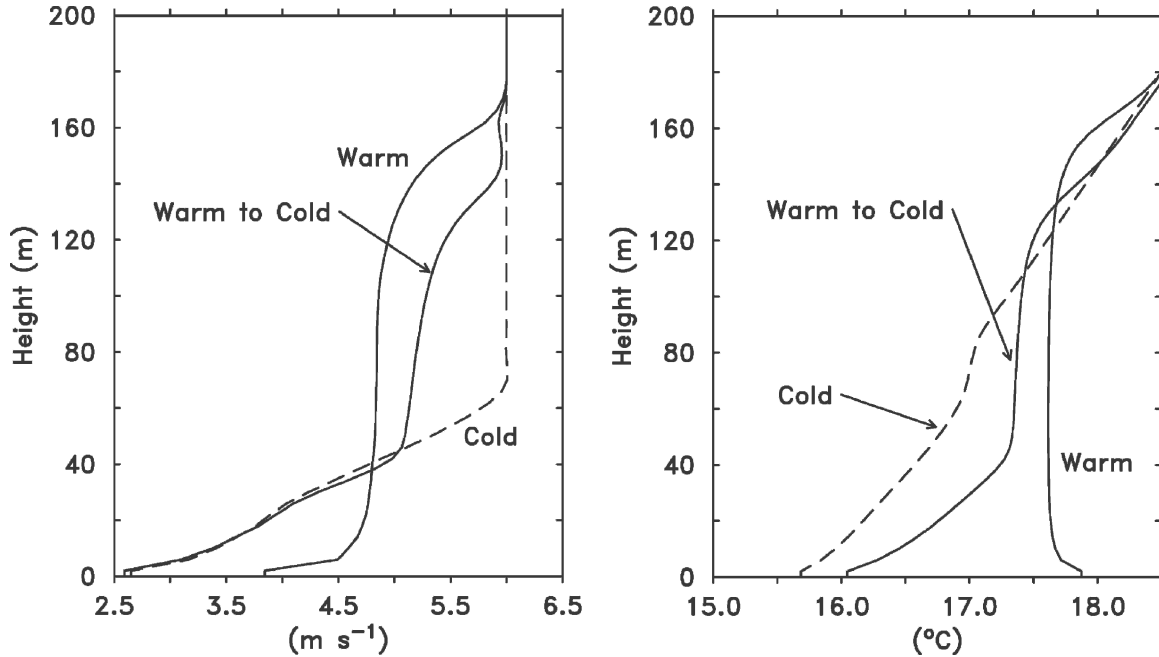 200
160
120
80
40
0
Height (m)
Warm
Warm to Cold
Cold
2.5 3.5 4.5 5.5 6.5
(m s⁻¹)
200
160
120
80
40
0
Height (m)
Warm to Cold
Cold
Warm
15.0 16.0 17.0 18.0
(°C)